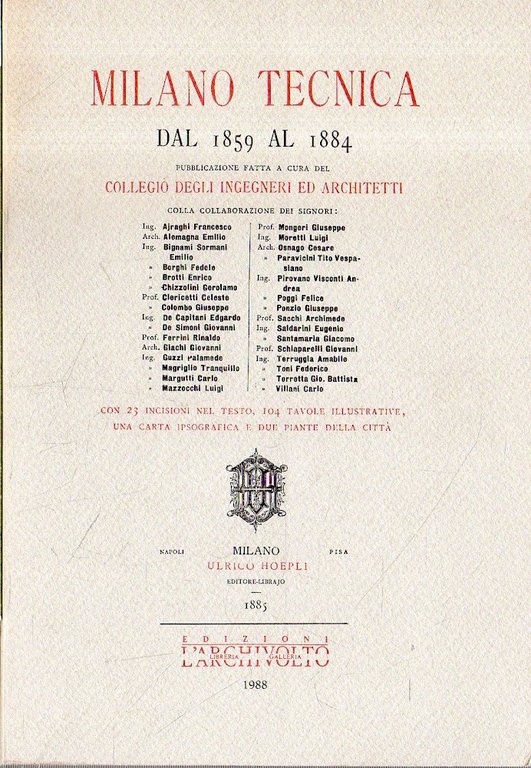 MILANO TECNICA
DAL 1859 AL 1884
PUBBLICAZIONE FATTA A CURA DEL
COLLEGIO DEGLI INGEGNERI ED ARCHITETTI
COLLA COLLABORAZIONE DEI SIGNORI:
Ing. Ajraghi Francesco
Arch. Alemagna Emilio
Ing. Bignami Sormani
Emilio
» Borghi Fedele
» Brotti Enrico
» Chizzolini Gerolamo
Prof. Clericetti Celeste
» Colombo Giuseppe
Ing. De Capitani Edgardo
» De Simoni Giovanni
Prof. Ferrini Rinaldo
Arch. Giachi Giovanni
Ing. Guzzi Palamede
» Magriglio Tranquillo
» Margutti Carlo
» Mazzocchi Luigi
Prof. Mongeri Giuseppe
Ing. Moretti Luigi
Arch. Osnago Cesare
» Paravicini Tito Vespa-
siano
Ing. Pirovano Visconti An-
drea
» Poggi Felice
» Ponzio Giuseppe
Prof. Sacchi Archimede
Ing. Saldarini Eugenio
» Santamaria Giacomo
Prof. Schiaparelli Giovanni
Ing. Terruggia Amabile
» Toni Federico
» Torretta Gio. Battista
» Villani Carlo
CON 23 INCISIONI NEL TESTO, 104 TAVOLE ILLUSTRATIVE,
UNA CARTA IPSOGRAFICA E DUE PIANTE DELLA CITTÀ
NAPOLI MILANO PISA
ULRICO HOEPLI
EDITORE-LIBRAJO
1885
EDIZIONI
L'ARCHIVOLTO
LIBRERIA GALLERIA
1988